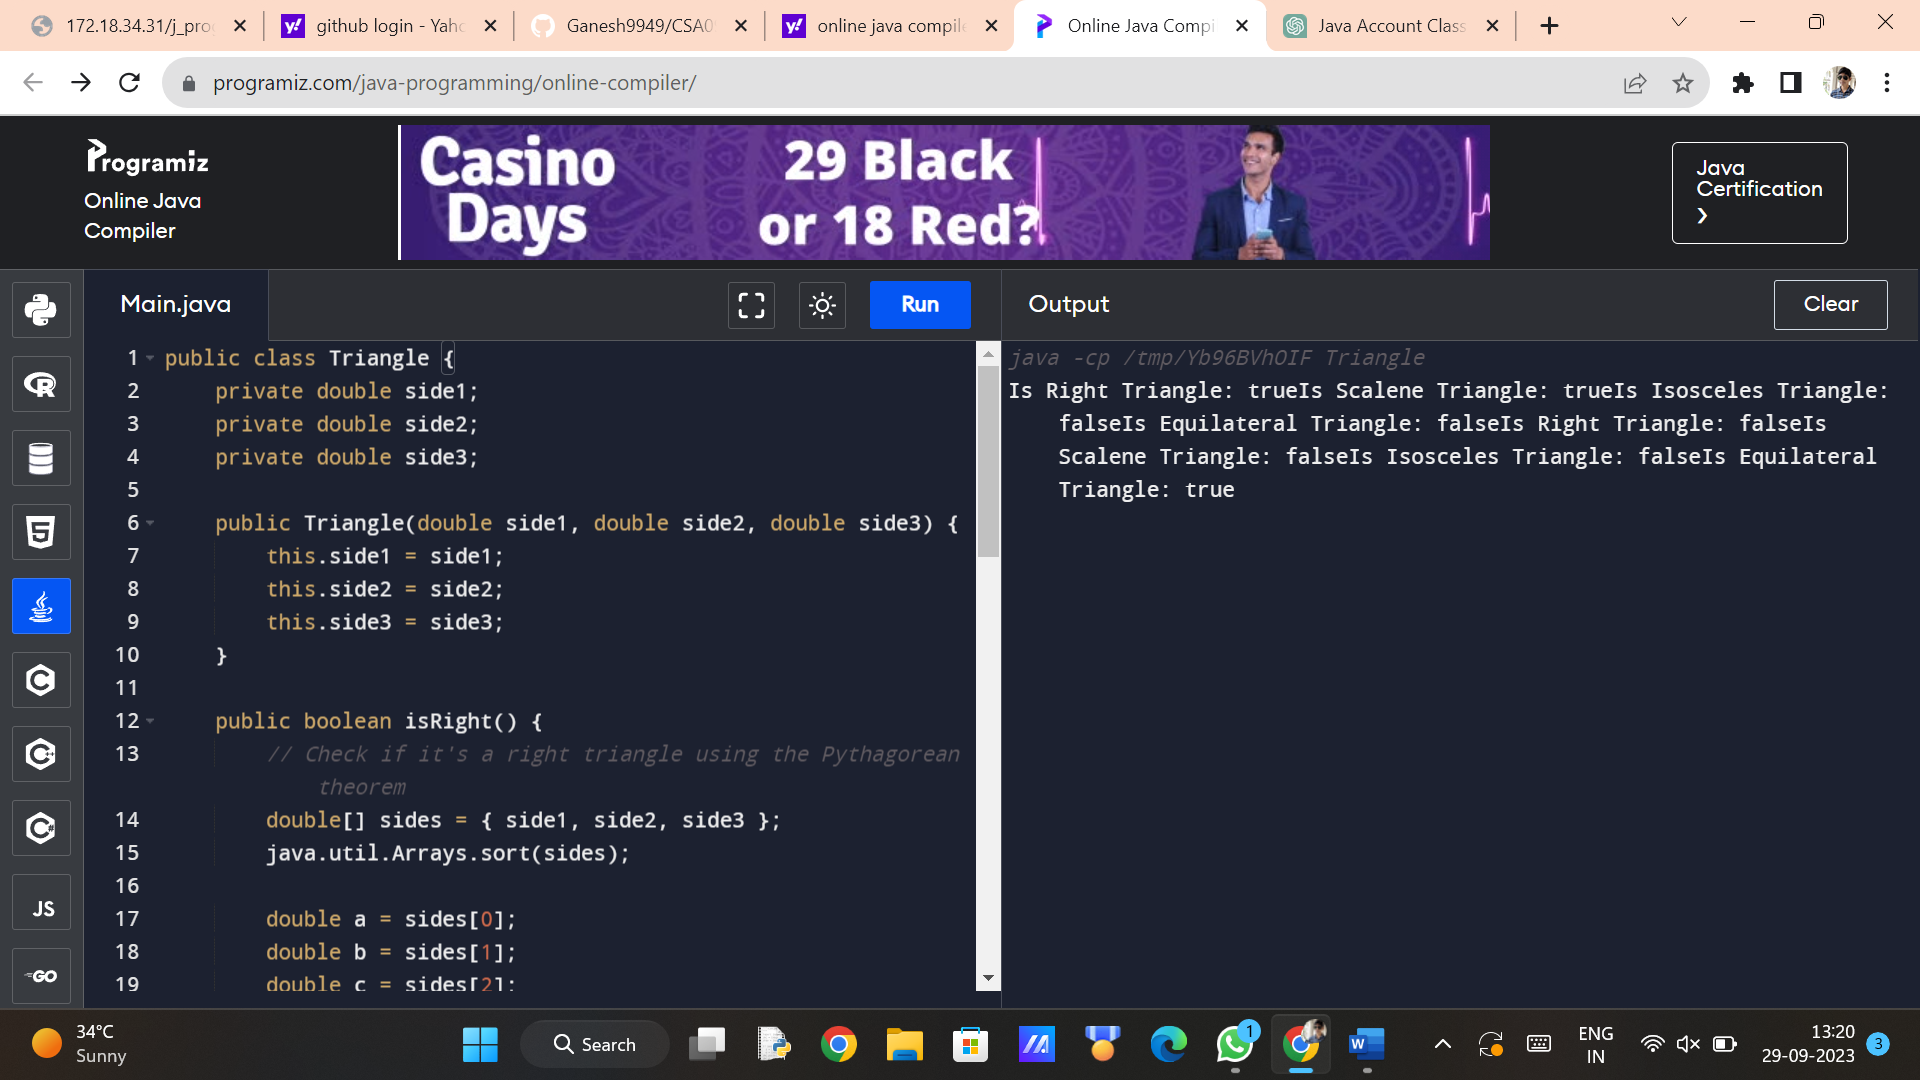 172.18.34.31/j_pro
github login - Yaho
Ganesh9949/CSA09
online java compile
Online Java Compi
Java Account Class
programiz.com/java-programming/online-compiler/
Programiz
Online Java
Compiler
Casino
Days
29 Black
or 18 Red?
Java
Certification
Main.java
Run
Output
Clear
1 public class Triangle {
2 private double side1;
3 private double side2;
4 private double side3;
5
6 public Triangle(double side1, double side2, double side3) {
7 this.side1 = side1;
8 this.side2 = side2;
9 this.side3 = side3;
10 }
11
12 public boolean isRight() {
13 // Check if it's a right triangle using the Pythagorean
theorem
14 double[] sides = { side1, side2, side3 };
15 java.util.Arrays.sort(sides);
16
17 double a = sides[0];
18 double b = sides[1];
19 double c = sides[2];
java -cp /tmp/Yb96BVhOIF Triangle
Is Right Triangle: trueIs Scalene Triangle: trueIs Isosceles Triangle:
falseIs Equilateral Triangle: falseIs Right Triangle: falseIs
Scalene Triangle: falseIs Isosceles Triangle: falseIs Equilateral
Triangle: true
JS
GO
34°C
Sunny
Search
1
ENG
IN
13:20
29-09-2023
3